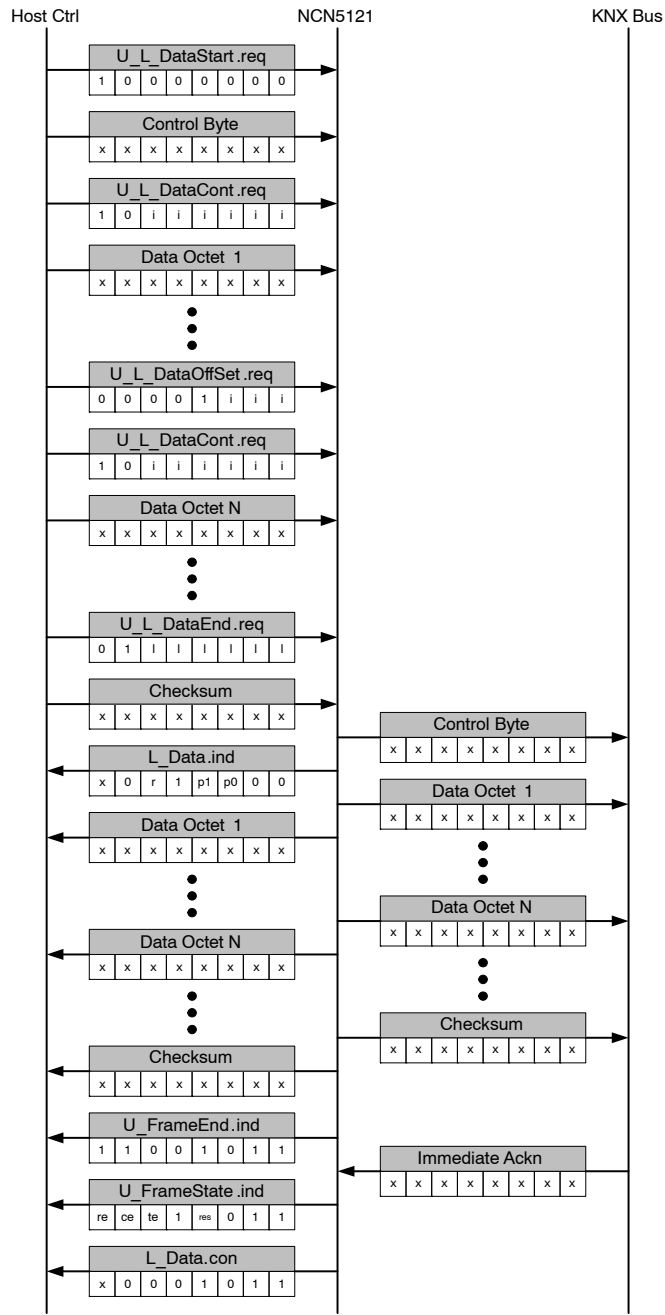 Host Ctrl NCN5121 KNX Bus
U_L_DataStart.req
1 0 0 0 0 0 0 0
Control Byte
x x x x x x x x
U_L_DataCont.req
1 0 i i i i i i
Data Octet 1
x x x x x x x x
U_L_DataOffSet.req
0 0 0 0 1 i i i
U_L_DataCont.req
1 0 i i i i i i
Data Octet N
x x x x x x x x
U_L_DataEnd.req
0 1 l l l l l l
Checksum
x x x x x x x x
Control Byte
x x x x x x x x
L_Data.ind
x 0 r 1 p1 p0 0 0
Data Octet 1
x x x x x x x x
Data Octet 1
x x x x x x x x
Data Octet N
x x x x x x x x
Data Octet N
x x x x x x x x
Checksum
x x x x x x x x
Checksum
x x x x x x x x
U_FrameEnd.ind
1 1 0 0 1 0 1 1
Immediate Ackn
x x x x x x x x
U_FrameState.ind
re ce te 1 res 0 1 1
L_Data.con
x 0 0 0 1 0 1 1